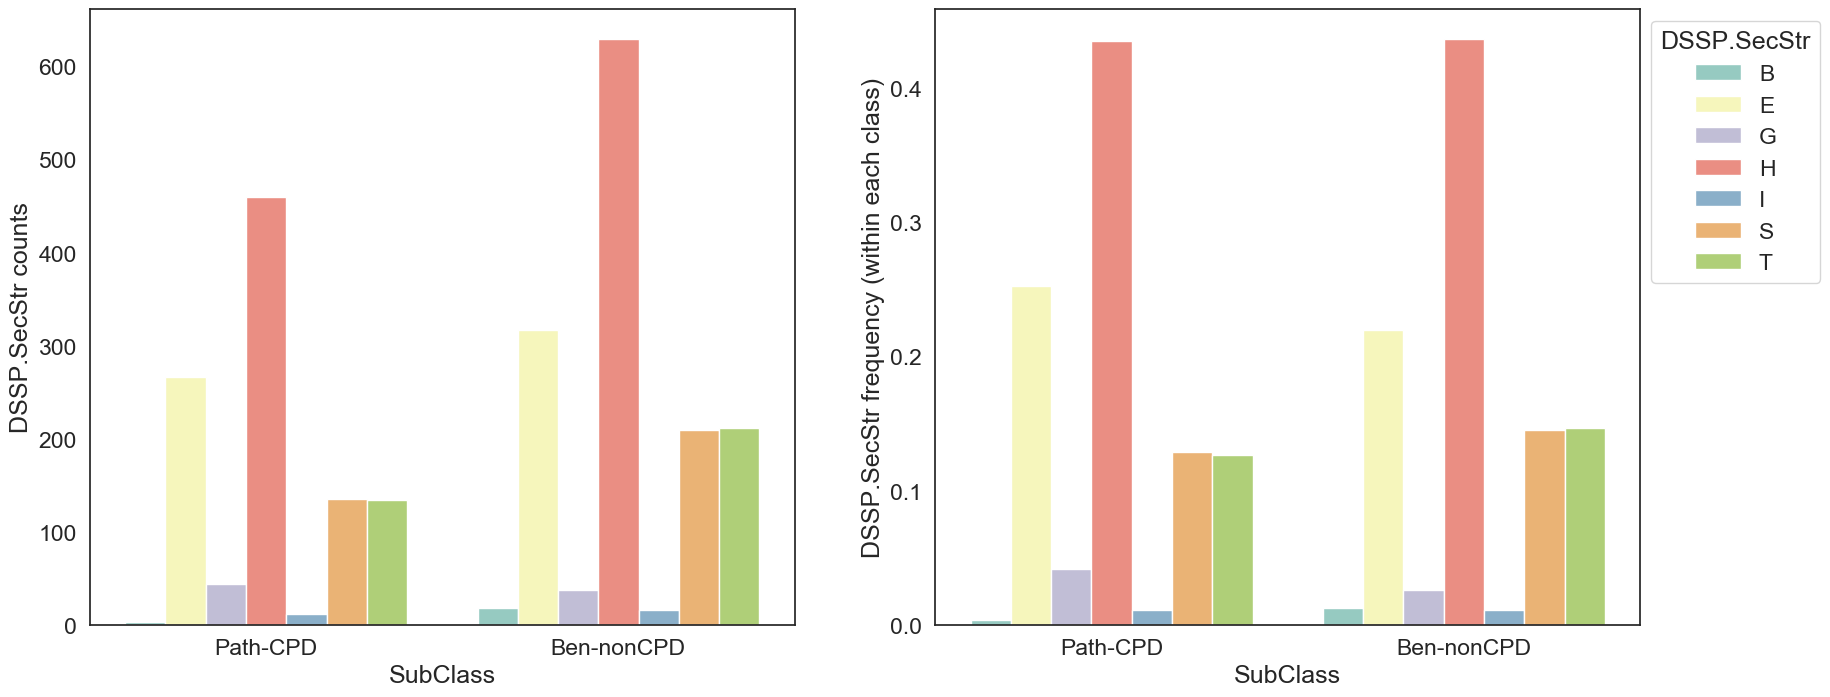 DSSP.SecStr counts
600
500
400
300
200
100
0
Path-CPD
Ben-nonCPD
SubClass
DSSP.SecStr frequency (within each class)
0.4
0.3
0.2
0.1
0.0
Path-CPD
Ben-nonCPD
SubClass
DSSP.SecStr
B
E
G
H
I
S
T